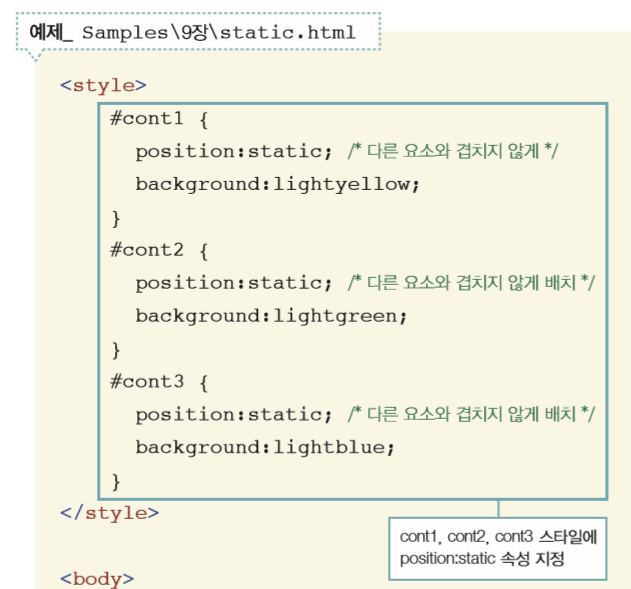 예제_ Samples\9장\static.html
<style>
#cont1 {
position:static; /* 다른 요소와 겹치지 않게 */
background:lightyellow;
}
#cont2 {
position:static; /* 다른 요소와 겹치지 않게 배치 */
background:lightgreen;
}
#cont3 {
position:static; /* 다른 요소와 겹치지 않게 배치 */
background:lightblue;
}
</style>
cont1, cont2, cont3 스타일에
position:static 속성 지정
<body>